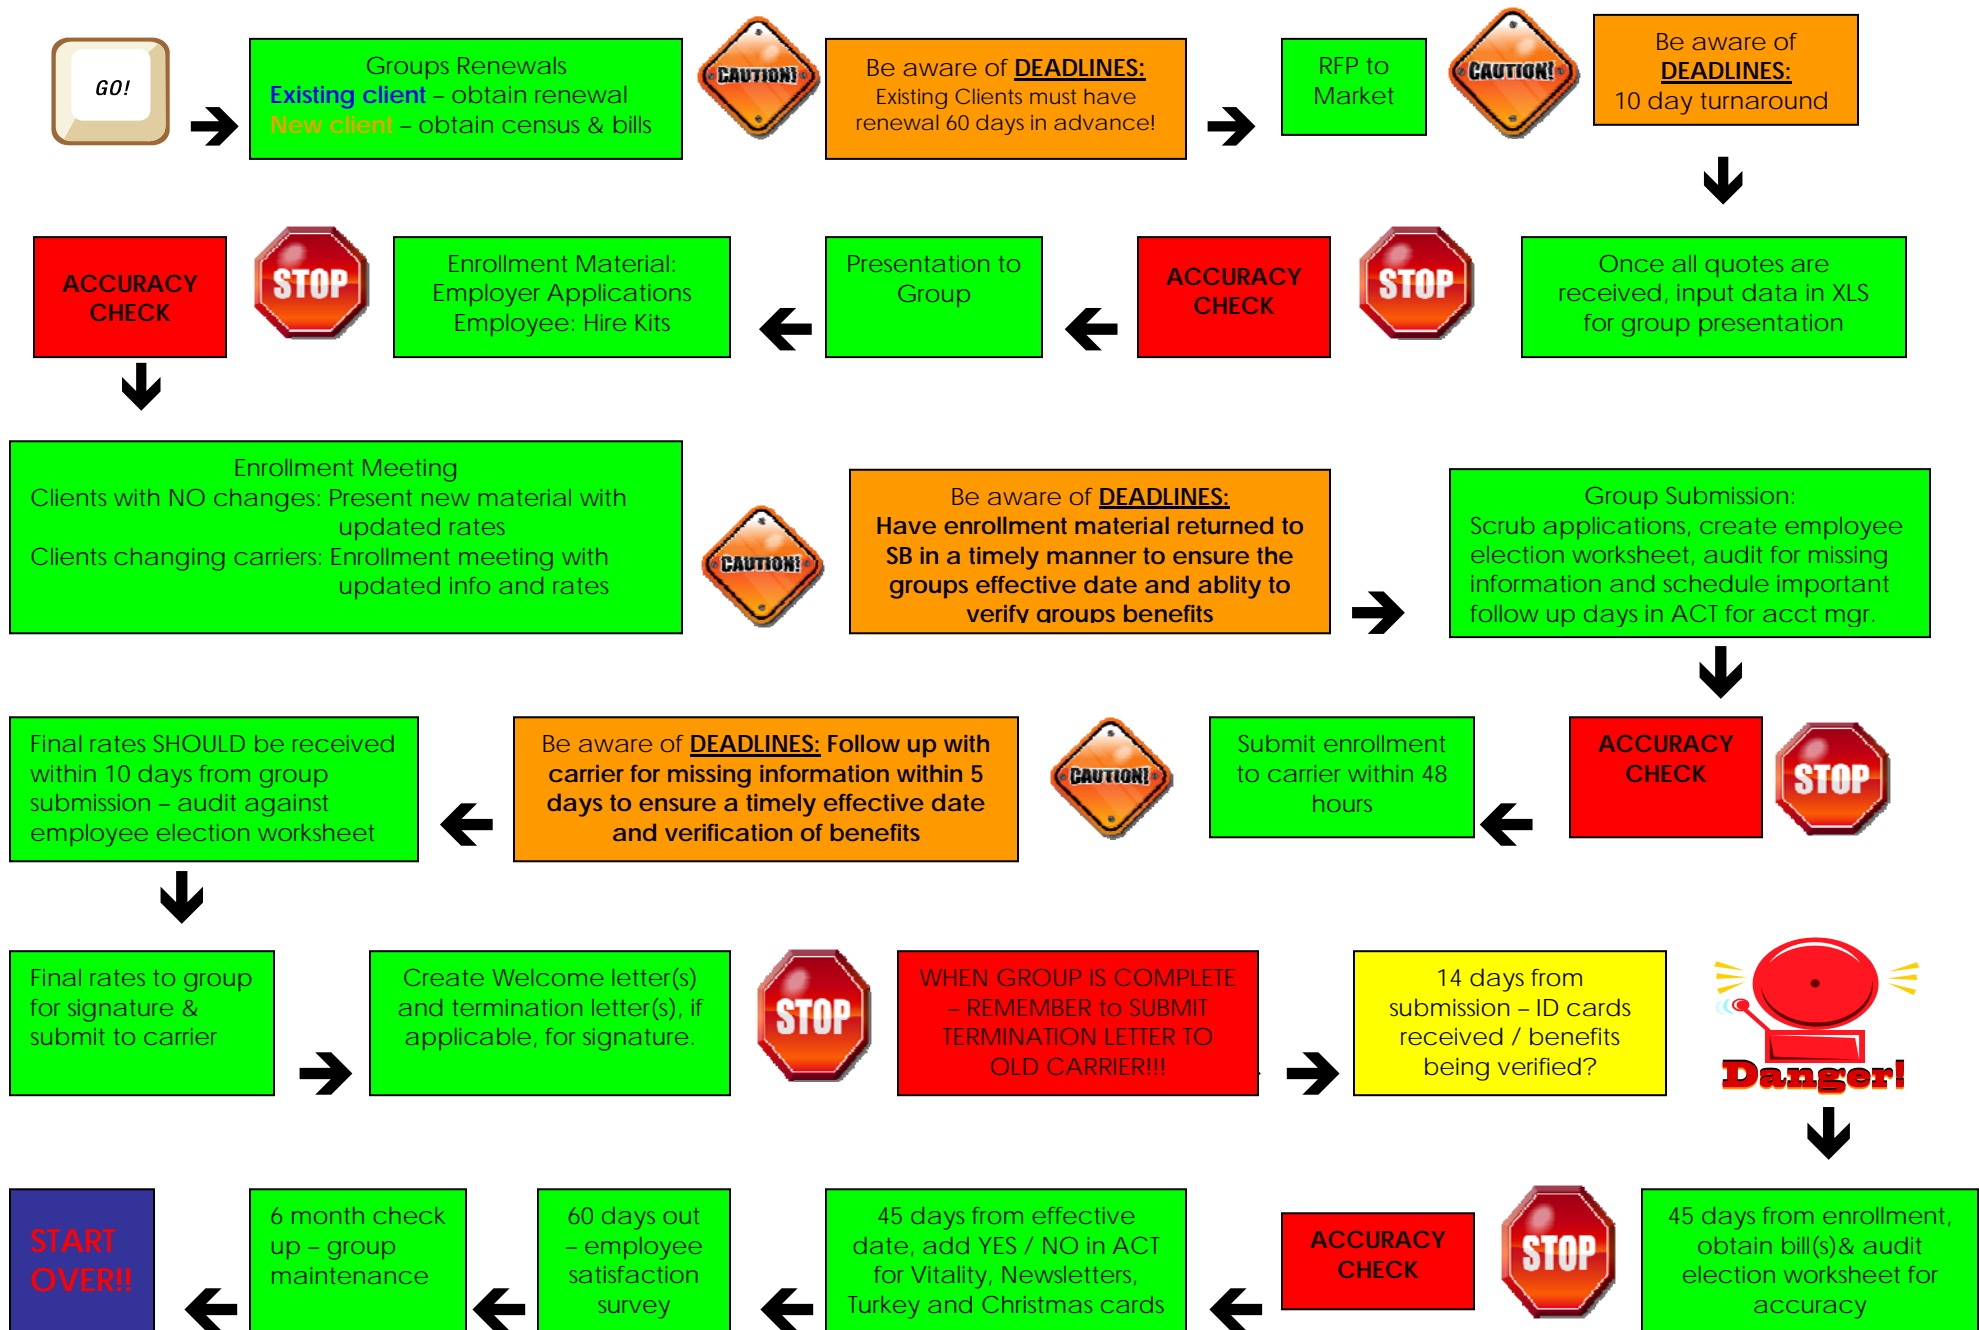 GO!
Groups Renewals
Existing client – obtain renewal
New client – obtain census & bills
CAUTION!
Be aware of DEADLINES:
Existing Clients must have
renewal 60 days in advance!
RFP to
Market
CAUTION!
Be aware of
DEADLINES:
10 day turnaround
Once all quotes are
received, input data in XLS
for group presentation
STOP
ACCURACY
CHECK
Presentation to
Group
Enrollment Material:
Employer Applications
Employee: Hire Kits
STOP
ACCURACY
CHECK
Enrollment Meeting
Clients with NO changes: Present new material with
updated rates
Clients changing carriers: Enrollment meeting with
updated info and rates
CAUTION!
Be aware of DEADLINES:
Have enrollment material returned to
SB in a timely manner to ensure the
groups effective date and ablity to
verify groups benefits
Group Submission:
Scrub applications, create employee
election worksheet, audit for missing
information and schedule important
follow up days in ACT for acct mgr.
STOP
ACCURACY
CHECK
Submit enrollment
to carrier within 48
hours
CAUTION!
Be aware of DEADLINES: Follow up with
carrier for missing information within 5
days to ensure a timely effective date
and verification of benefits
Final rates SHOULD be received
within 10 days from group
submission – audit against
employee election worksheet
Final rates to group
for signature &
submit to carrier
Create Welcome letter(s)
and termination letter(s), if
applicable, for signature.
STOP
WHEN GROUP IS COMPLETE
– REMEMBER to SUBMIT
TERMINATION LETTER TO
OLD CARRIER!!!
14 days from
submission – ID cards
received / benefits
being verified?
Danger!
45 days from enrollment,
obtain bill(s)& audit
election worksheet for
accuracy
STOP
ACCURACY
CHECK
45 days from effective
date, add YES / NO in ACT
for Vitality, Newsletters,
Turkey and Christmas cards
60 days out
– employee
satisfaction
survey
6 month check
up – group
maintenance
START
OVER!!